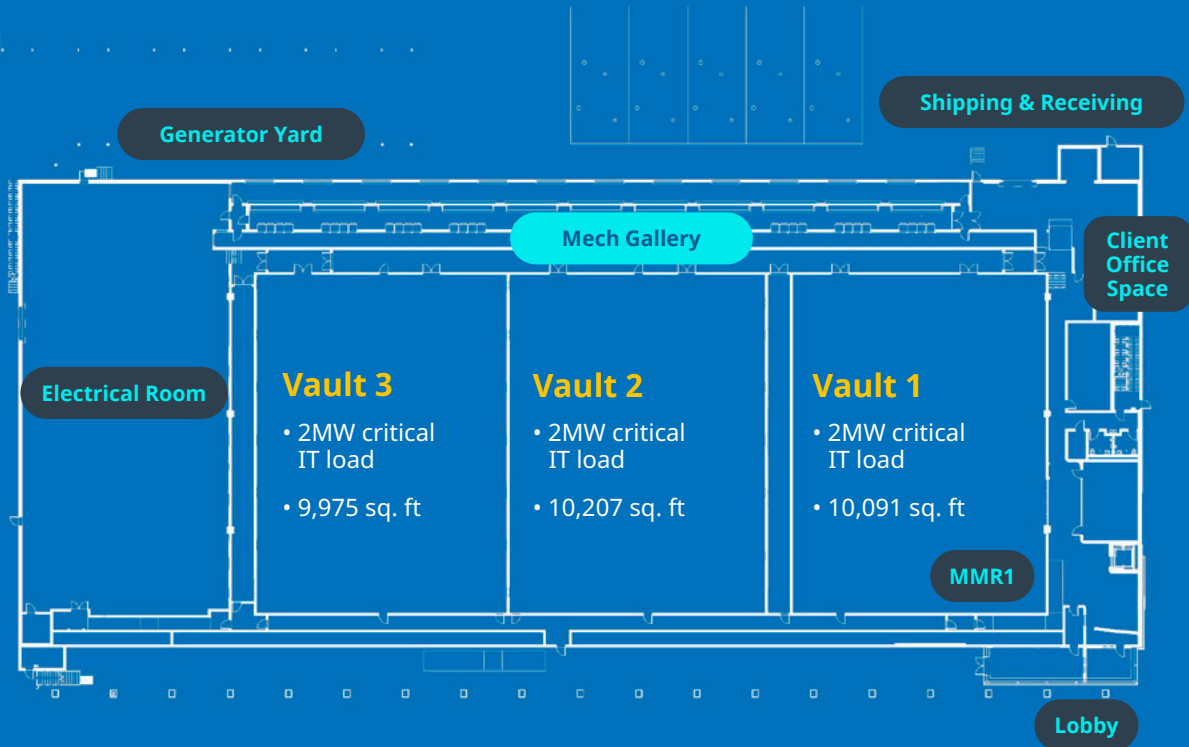 Shipping & Receiving
Generator Yard
Mech Gallery
Client
Office
Space
Electrical Room
Vault 3
• 2MW critical
IT load
• 9,975 sq. ft
Vault 2
• 2MW critical
IT load
• 10,207 sq. ft
Vault 1
• 2MW critical
IT load
• 10,091 sq. ft
MMR1
Lobby